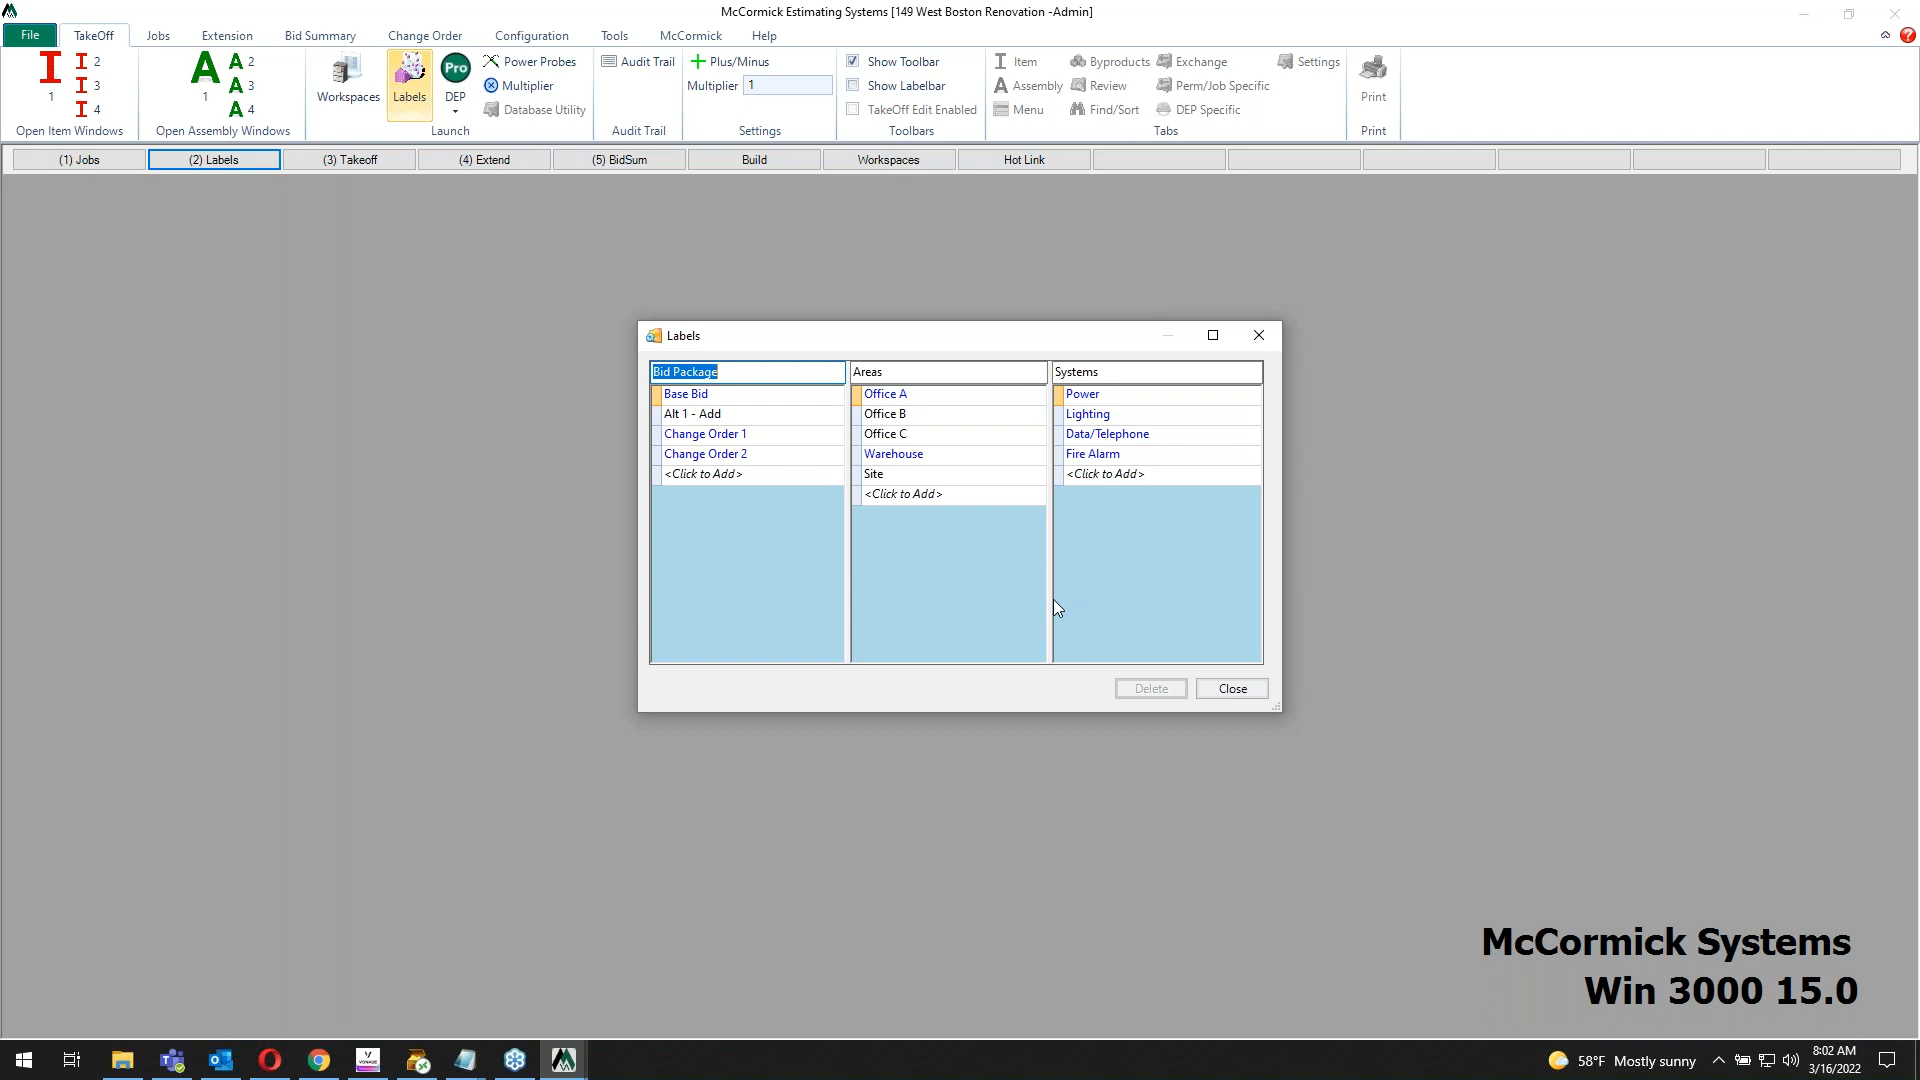 McCormick Estimating Systems [149 West Boston Renovation -Admin]
File TakeOff Jobs Extension Bid Summary Change Order Configuration Tools McCormick Help
I 1 I 2 I 3 I 4
Open Item Windows
A 1 A 2 A 3 A 4
Open Assembly Windows
Workspaces Labels Pro DEP
Power Probes
Multiplier
Database Utility
Launch
Audit Trail
Audit Trail
Plus/Minus
Multiplier 1
Settings
Show Toolbar
Show Labelbar
TakeOff Edit Enabled
Toolbars
I Item Byproducts Exchange Settings
A Assembly Review Perm/Job Specific
Menu Find/Sort DEP Specific
Tabs
Print
Print
(1) Jobs (2) Labels (3) Takeoff (4) Extend (5) BidSum Build Workspaces Hot Link
Labels
Bid Package Areas Systems
Base Bid Office A Power
Alt 1 - Add Office B Lighting
Change Order 1 Office C Data/Telephone
Change Order 2 Warehouse Fire Alarm
<Click to Add> Site <Click to Add>
<Click to Add>
Delete Close
McCormick Systems
Win 3000 15.0
58°F Mostly sunny
8:02 AM
3/16/2022